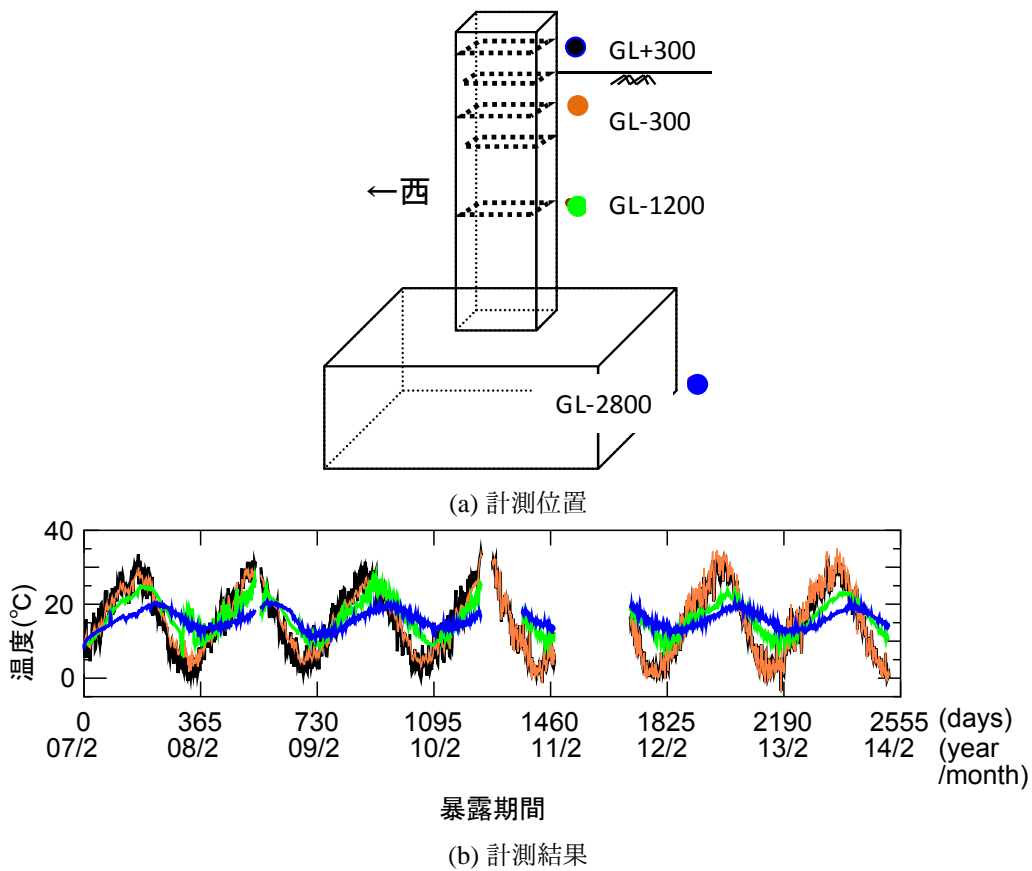 GL+300
GL-300
←西
GL-1200
GL-2800
(a) 計測位置
温度(℃)
40
20
0
0 365 730 1095 1460 1825 2190 2555 (days)
07/2 08/2 09/2 10/2 11/2 12/2 13/2 14/2 (year
/month)
暴露期間
(b) 計測結果